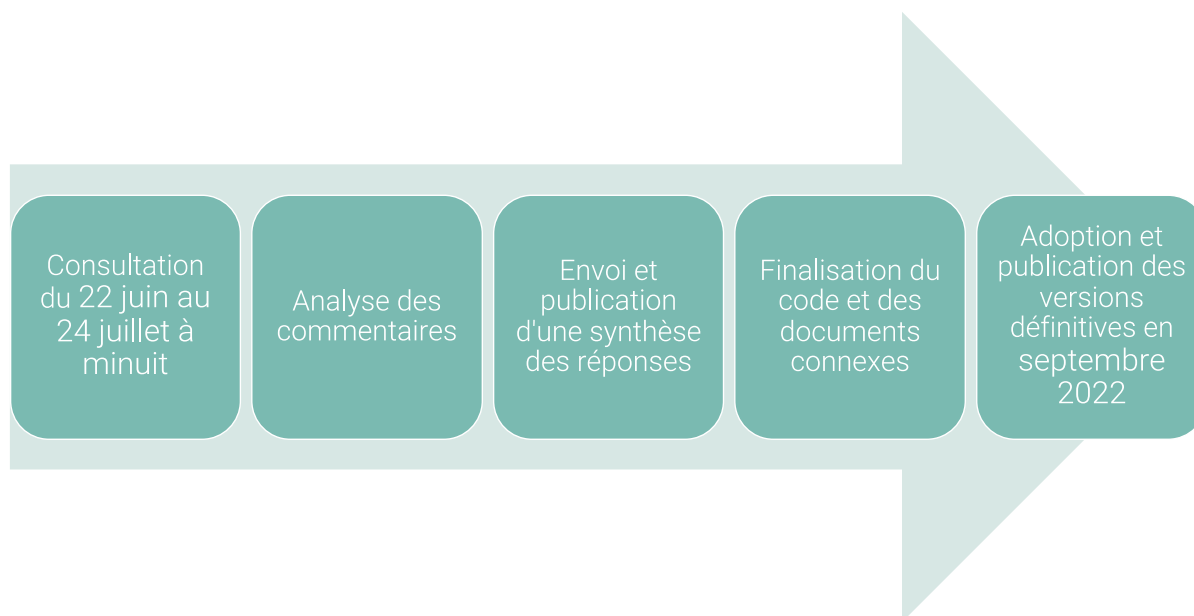 Consultation
du 22 juin au
24 juillet à
minuit
Analyse des
commentaires
Envoi et
publication
d'une synthèse
des réponses
Finalisation du
code et des
documents
connexes
Adoption et
publication des
versions
définitives en
septembre
2022